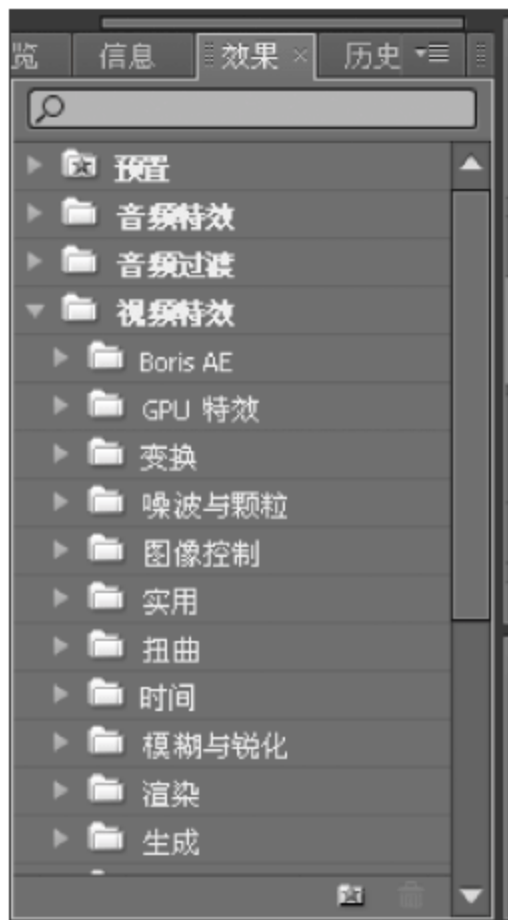 览 信息 效果 × 历史
预置
音频特效
音频过渡
视频特效
Boris AE
GPU 特效
变换
噪波与颗粒
图像控制
实用
扭曲
时间
模糊与锐化
渲染
生成